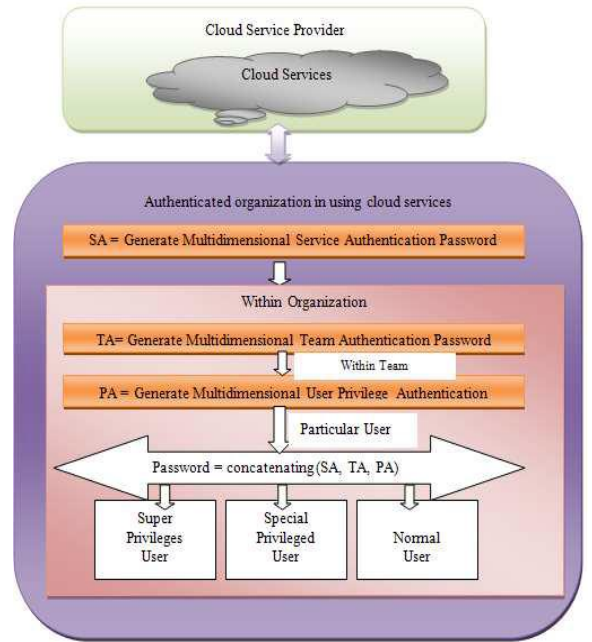 Cloud Service Provider
Cloud Services
Authenticated organization in using cloud services
SA = Generate Multidimensional Service Authentication Password
Within Organization
TA= Generate Multidimensional Team Authentication Password
Within Team
PA = Generate Multidimensional User Privilege Authentication
Particular User
Password = concatenating (SA, TA, PA)
Super
Privileges
User
Special
Privileged
User
Normal
User